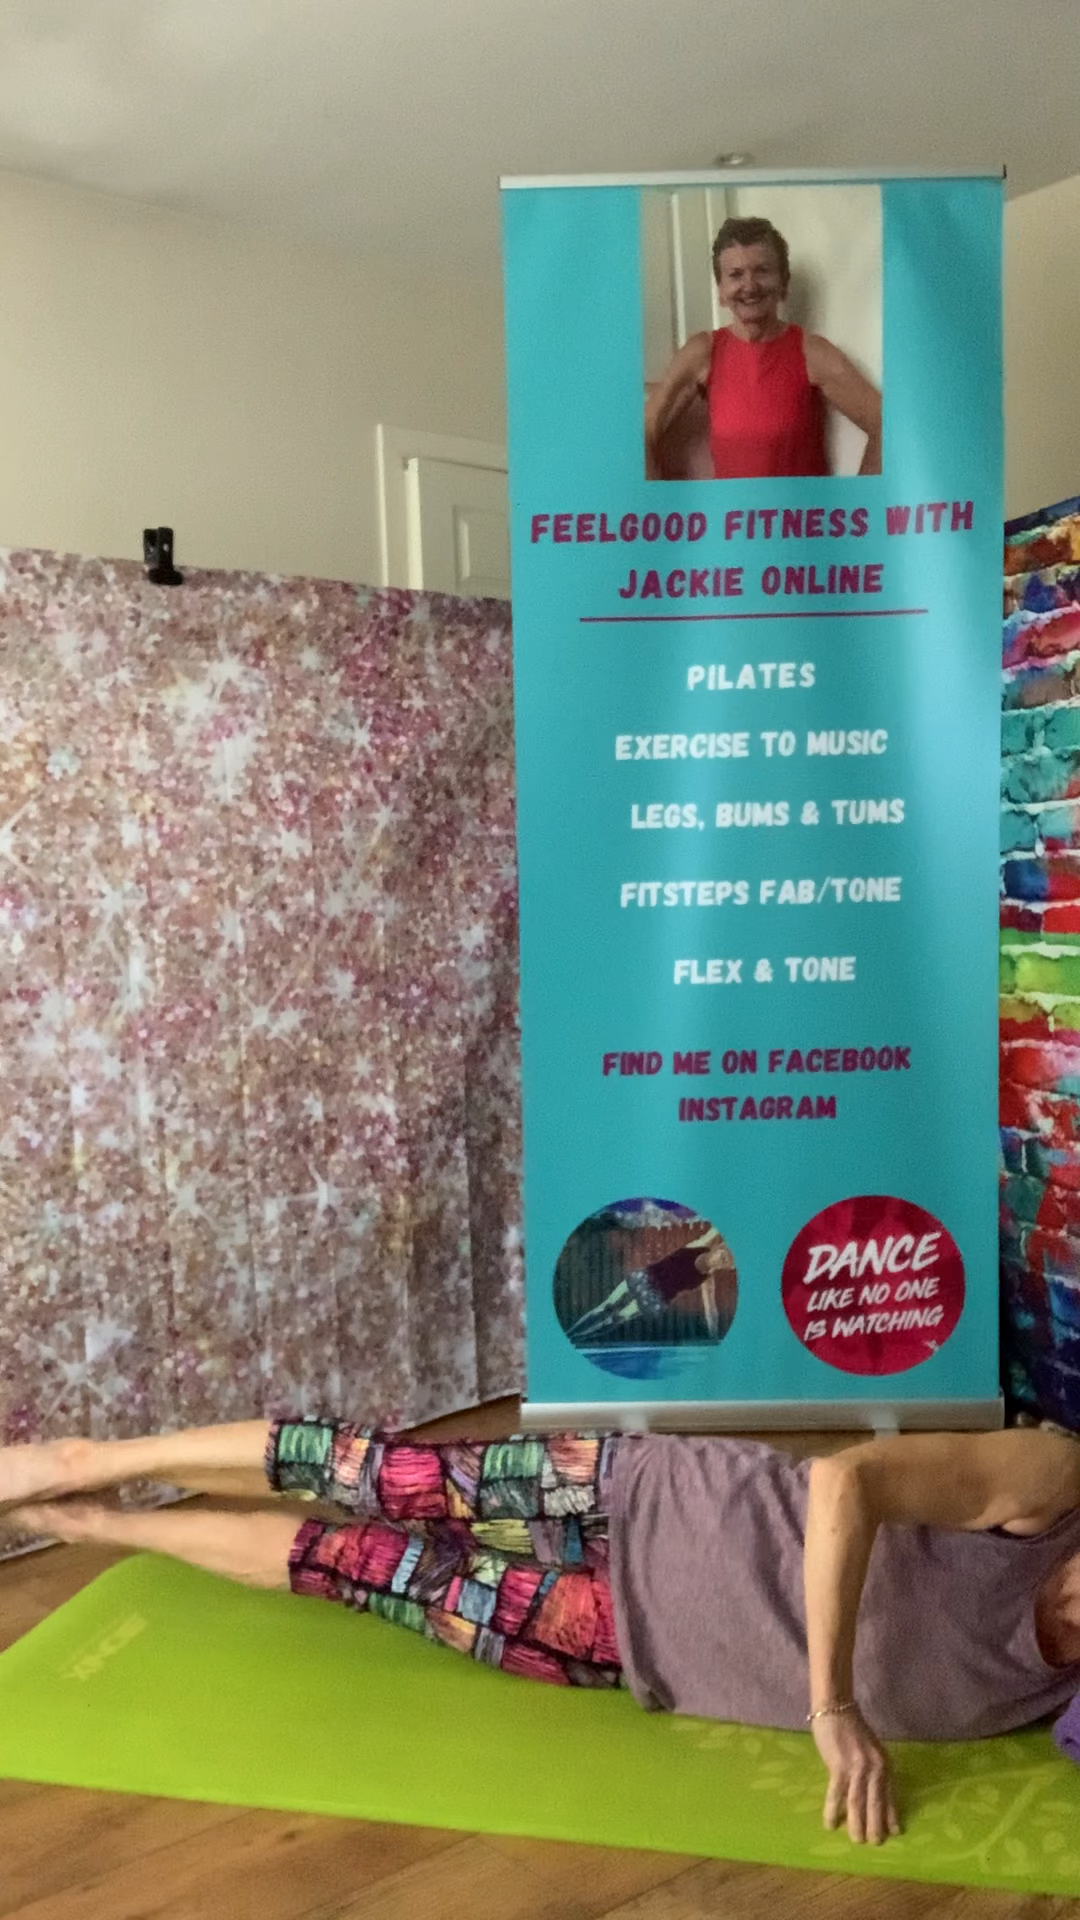 FEELGOOD FITNESS WITH
JACKIE ONLINE
PILATES
EXERCISE TO MUSIC
LEGS, BUMS & TUMS
FITSTEPS FAB/TONE
FLEX & TONE
FIND ME ON FACEBOOK
INSTAGRAM
DANCE
LIKE NO ONE
IS WATCHING